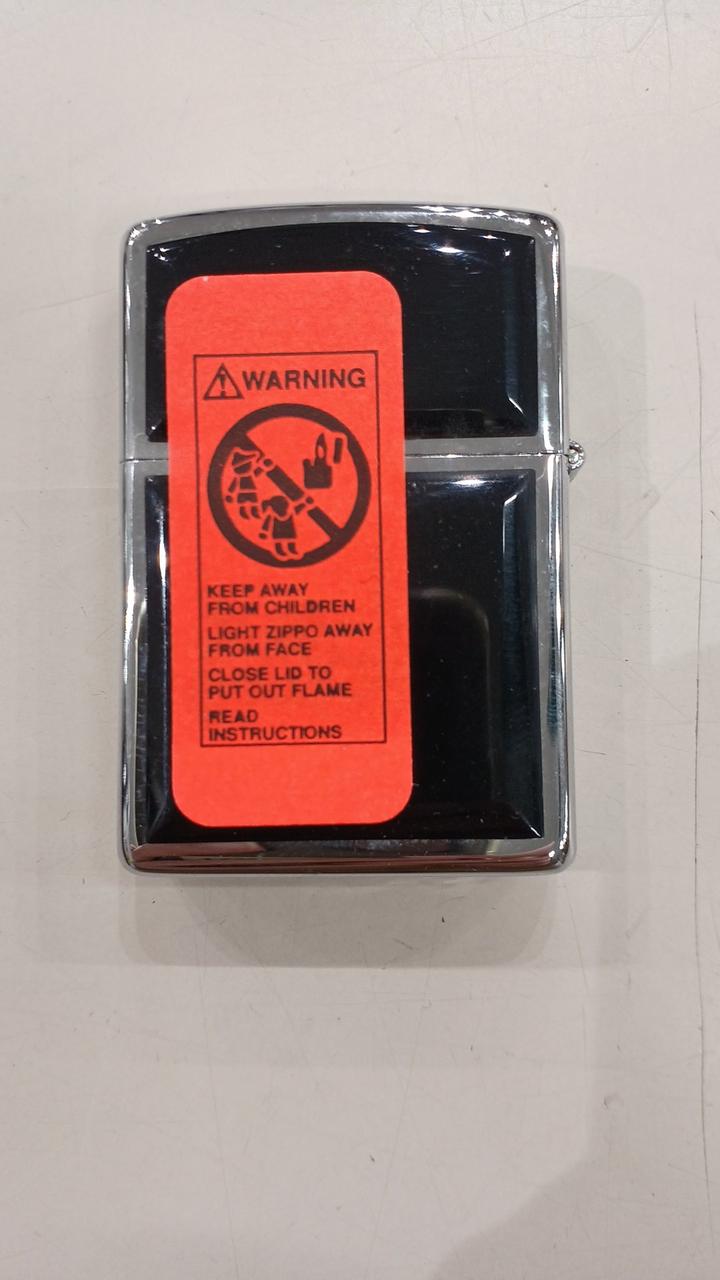 WARNING
KEEP AWAY
FROM CHILDREN
LIGHT ZIPPO AWAY
FROM FACE
CLOSE LID TO
PUT OUT FLAME
READ
INSTRUCTIONS